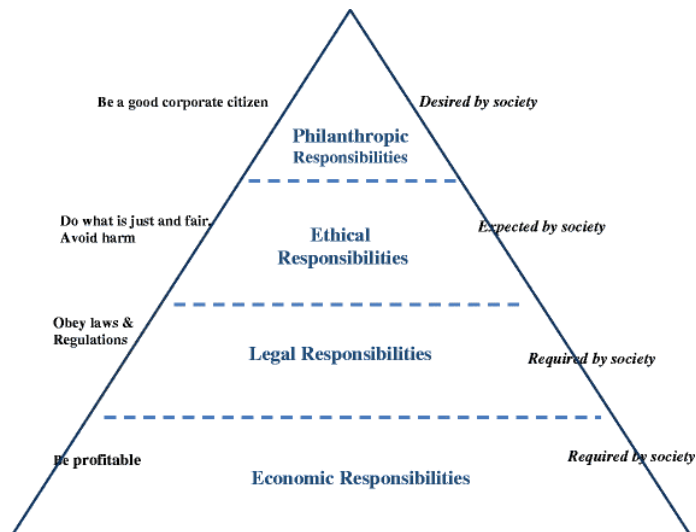 Be a good corporate citizen
Desired by society
Philanthropic
Responsibilities
Do what is just and fair,
Avoid harm
Expected by society
Ethical
Responsibilities
Obey laws &
Regulations
Legal Responsibilities
Required by society
Be profitable
Required by society
Economic Responsibilities